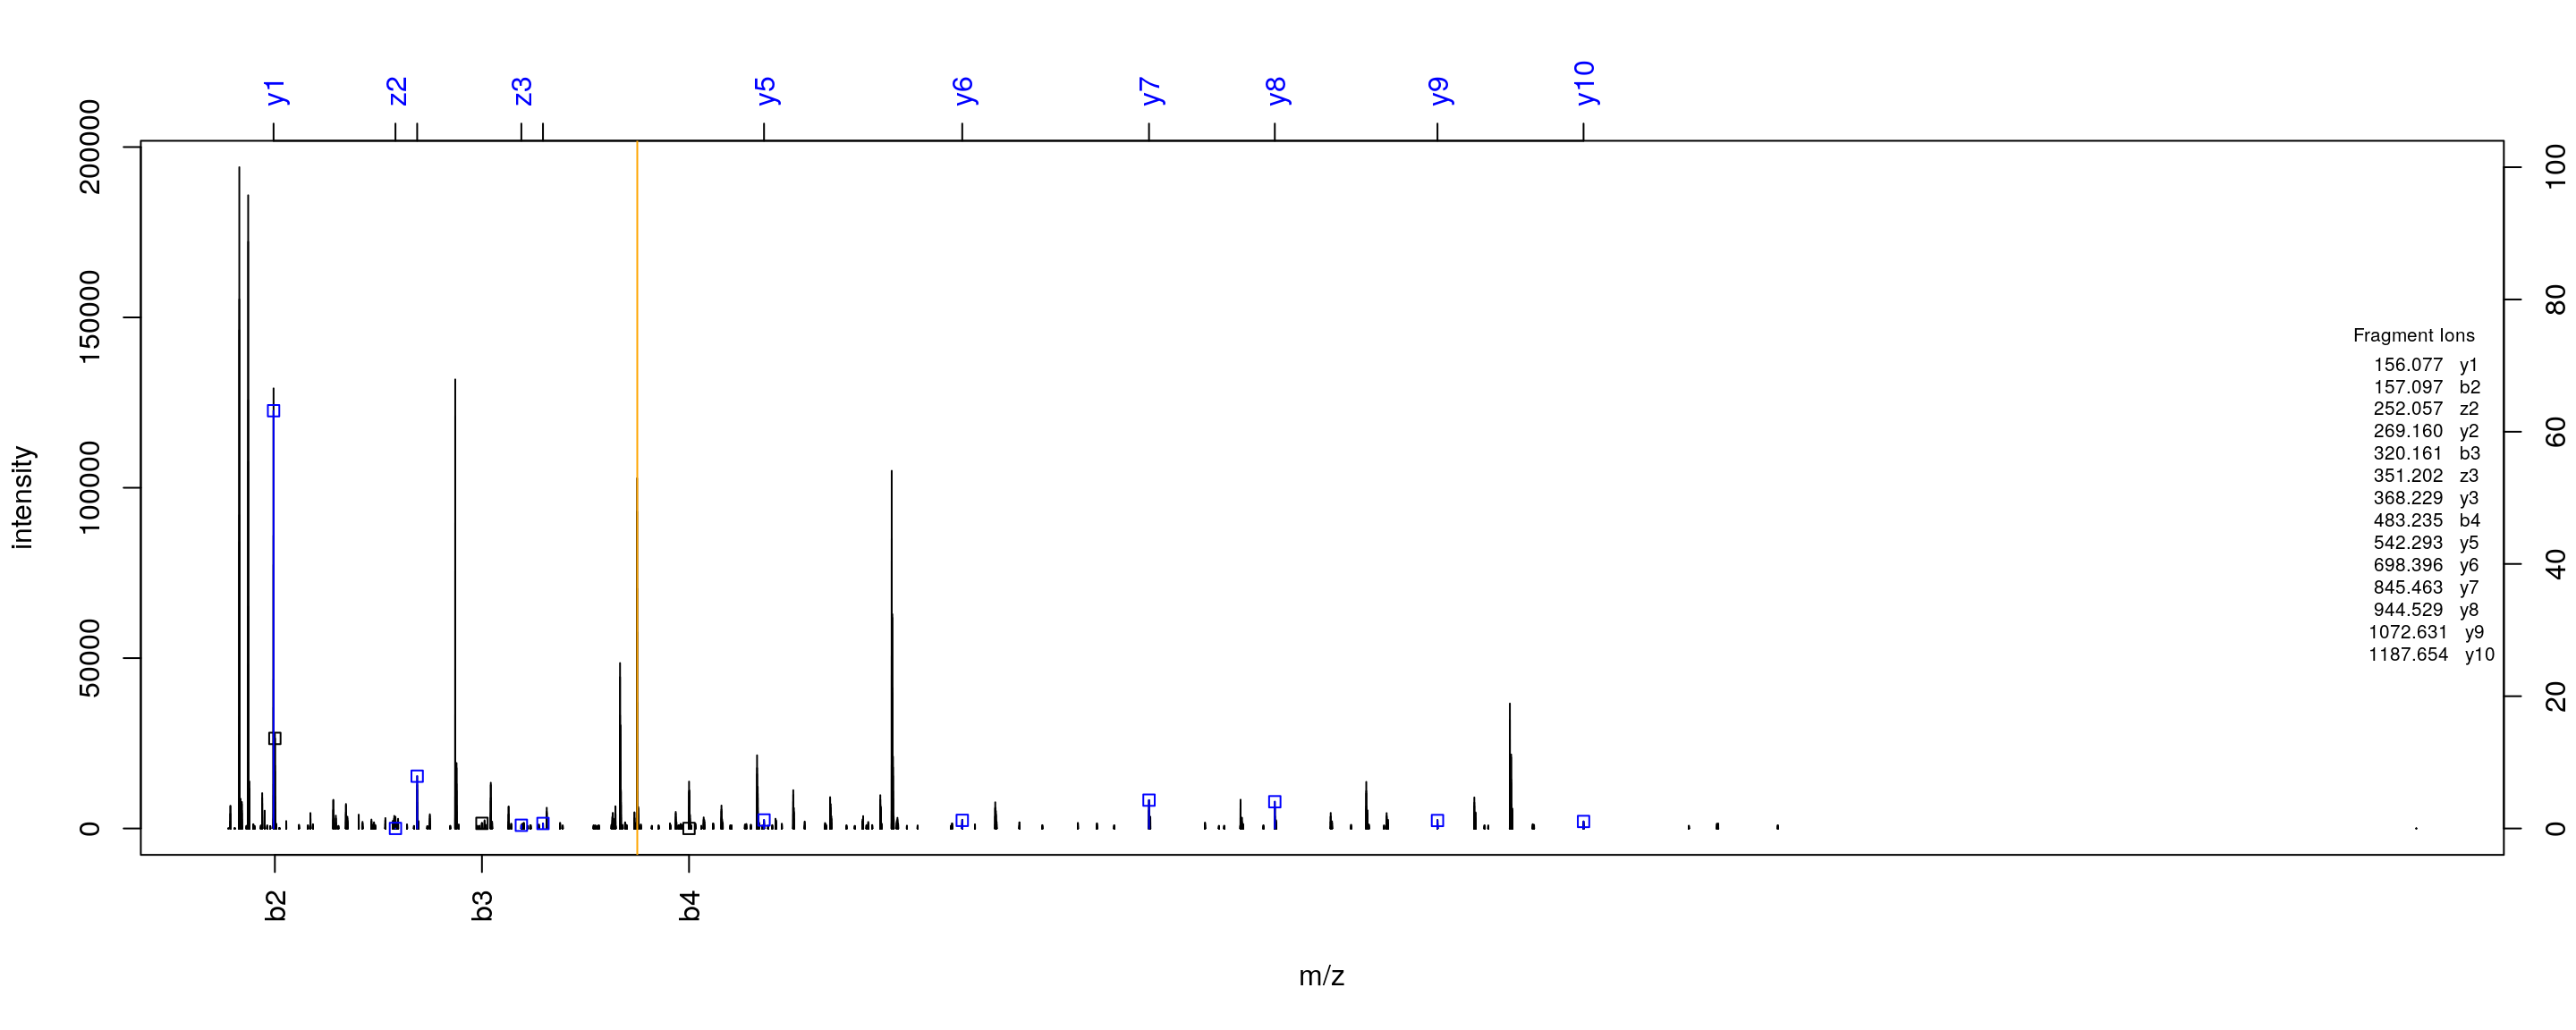 y1 z2 z3 y5 y6 y7 y8 y9 y10
200000
150000
100000
50000
0
intensity
100
80
60
40
20
0
Fragment Ions
156.077 y1
157.097 b2
252.057 z2
269.160 y2
320.161 b3
351.202 z3
368.229 y3
483.235 b4
542.293 y5
698.396 y6
845.463 y7
944.529 y8
1072.631 y9
1187.654 y10
b2 b3 b4
m/z